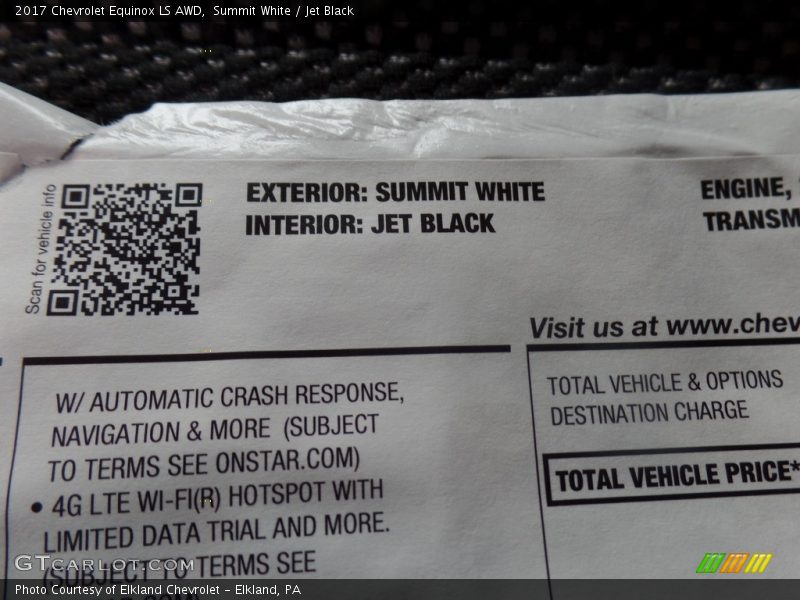 2017 Chevrolet Equinox LS AWD, Summit White / Jet Black
Scan for vehicle info
EXTERIOR: SUMMIT WHITE
INTERIOR: JET BLACK
ENGINE,
TRANSM
W/ AUTOMATIC CRASH RESPONSE,
NAVIGATION & MORE (SUBJECT
TO TERMS SEE ONSTAR.COM)
• 4G LTE WI-FI(R) HOTSPOT WITH
LIMITED DATA TRIAL AND MORE.
(SUBJECT TO TERMS SEE
Visit us at www.chev
TOTAL VEHICLE & OPTIONS
DESTINATION CHARGE
TOTAL VEHICLE PRICE*
GTCarLot.com
Photo Courtesy of Elkland Chevrolet - Elkland, PA